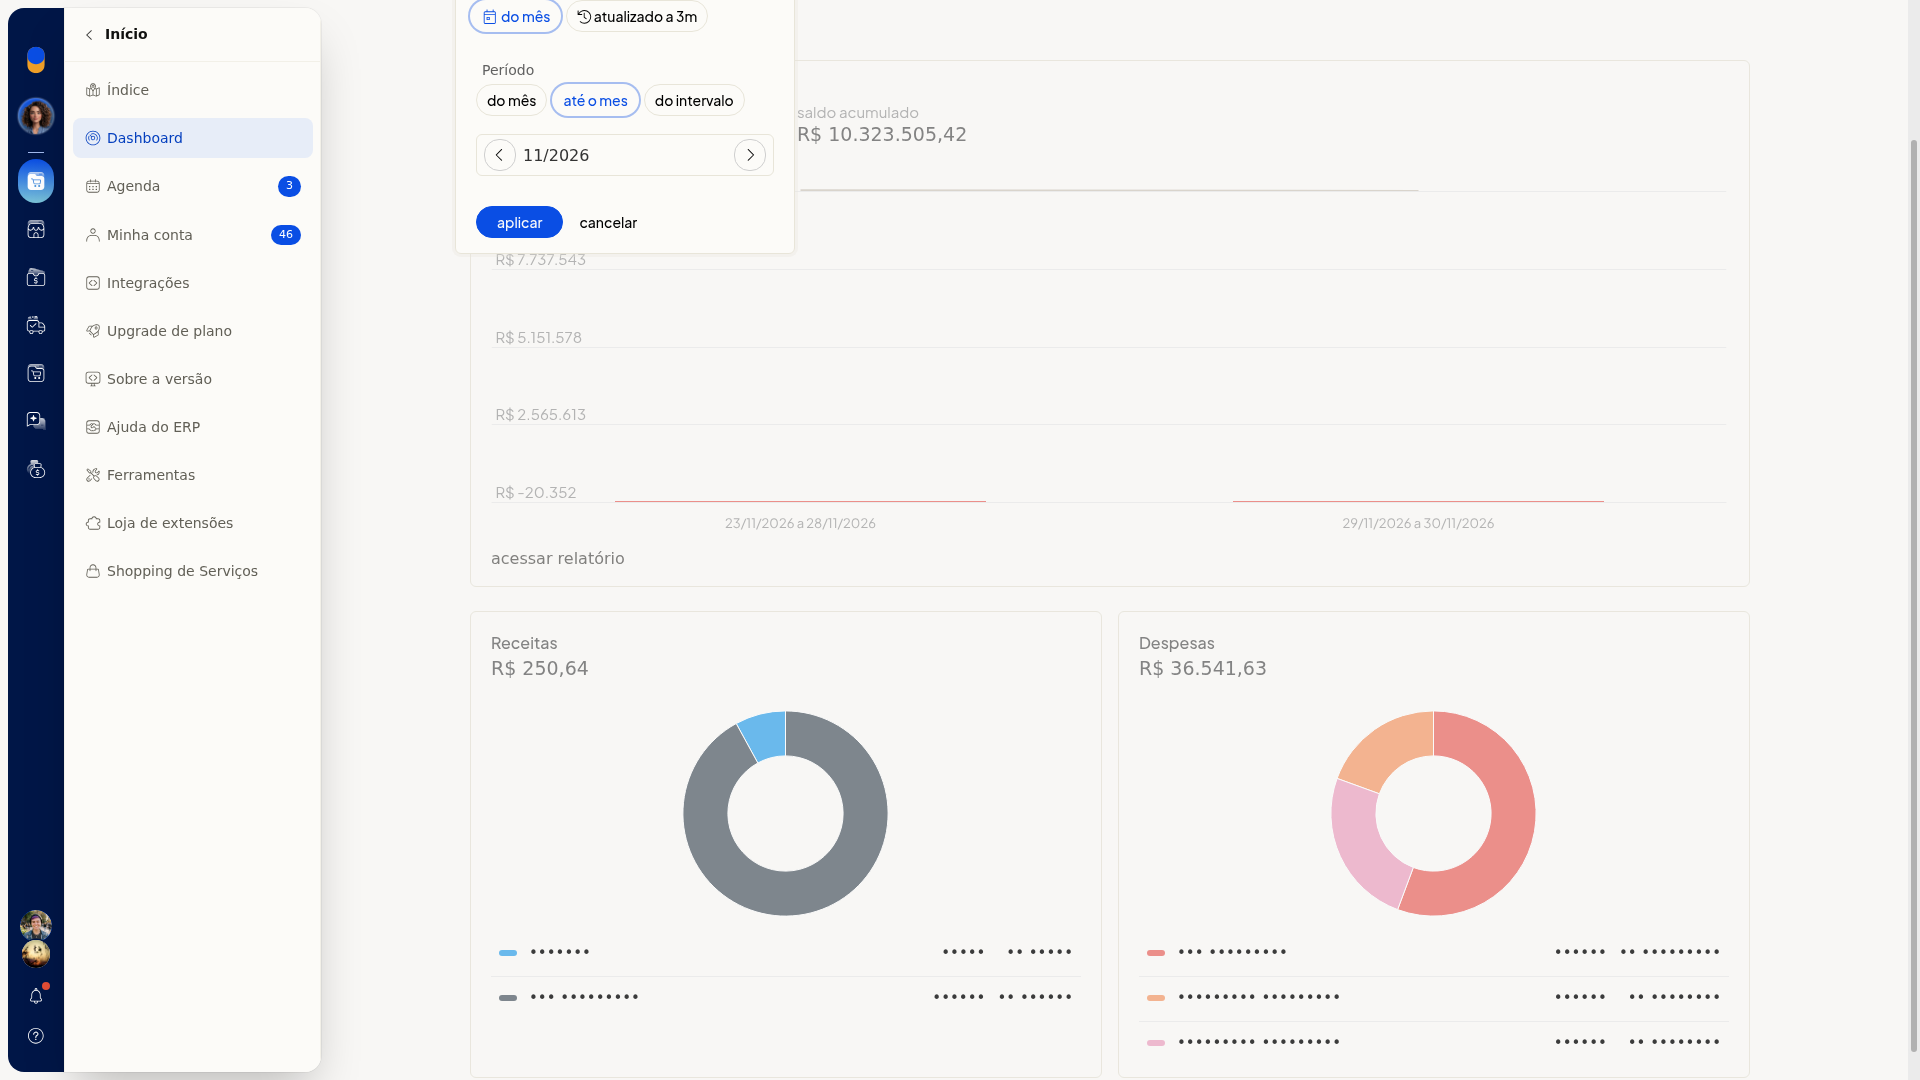 Início
Índice
Dashboard
Agenda
3
Minha conta
46
Integrações
Upgrade de plano
Sobre a versão
Ajuda do ERP
Ferramentas
Loja de extensões
Shopping de Serviços
do mês
atualizado a 3m
Período
do mês
até o mes
do intervalo
11/2026
aplicar
cancelar
saldo acumulado
R$ 10.323.505,42
R$ 7.737.543
R$ 5.151.578
R$ 2.565.613
R$ -20.352
23/11/2026 a 28/11/2026
29/11/2026 a 30/11/2026
acessar relatório
Receitas
R$ 250,64
Despesas
R$ 36.541,63